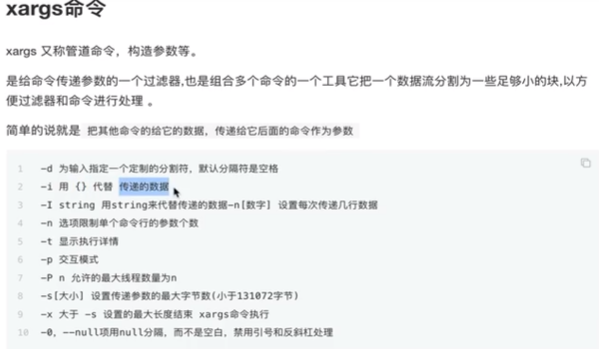 xargs命令
xargs 又称管道命令，构造参数等。
是给命令传递参数的一个过滤器,也是组合多个命令的一个工具它把一个数据流分割为一些足够小的块,以方
便过滤器和命令进行处理 。
简单的说就是 把其他命令的给它的数据，传递给它后面的命令作为参数
1 -d 为输入指定一个定制的分割符，默认分隔符是空格
2 -i 用 {} 代替 传递的数据
3 -I string 用string来代替传递的数据-n[数字] 设置每次传递几行数据
4 -n 选项限制单个命令行的参数个数
5 -t 显示执行详情
6 -p 交互模式
7 -P n 允许的最大线程数量为n
8 -s[大小] 设置传递参数的最大字节数(小于131072字节)
9 -x 大于 -s 设置的最大长度结束 xargs命令执行
10 -0，--null项用null分隔，而不是空白，禁用引号和反斜杠处理